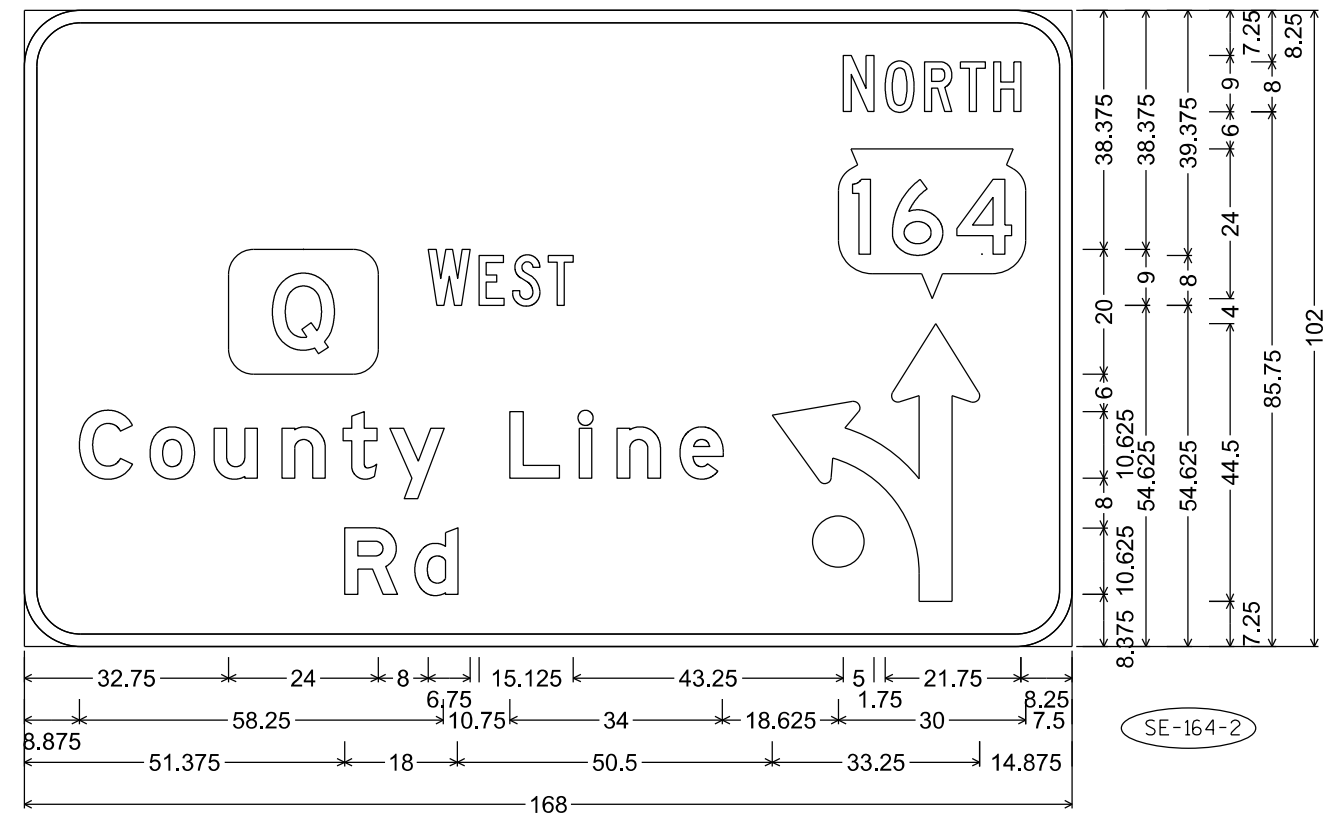 NORTH
164
Q WEST
County Line
Rd
38.375 20 6 10.625 8 10.625 8.375
38.375 9 54.625
39.375 8 54.625
7.25 9 6 24 4 44.5 7.25
8.25 8 85.75
102
32.75 24 8 6.75 15.125 43.25 5 1.75 21.75 8.25
8.875 58.25 10.75 34 18.625 30 7.5
51.375 18 50.5 33.25 14.875
168
SE-164-2